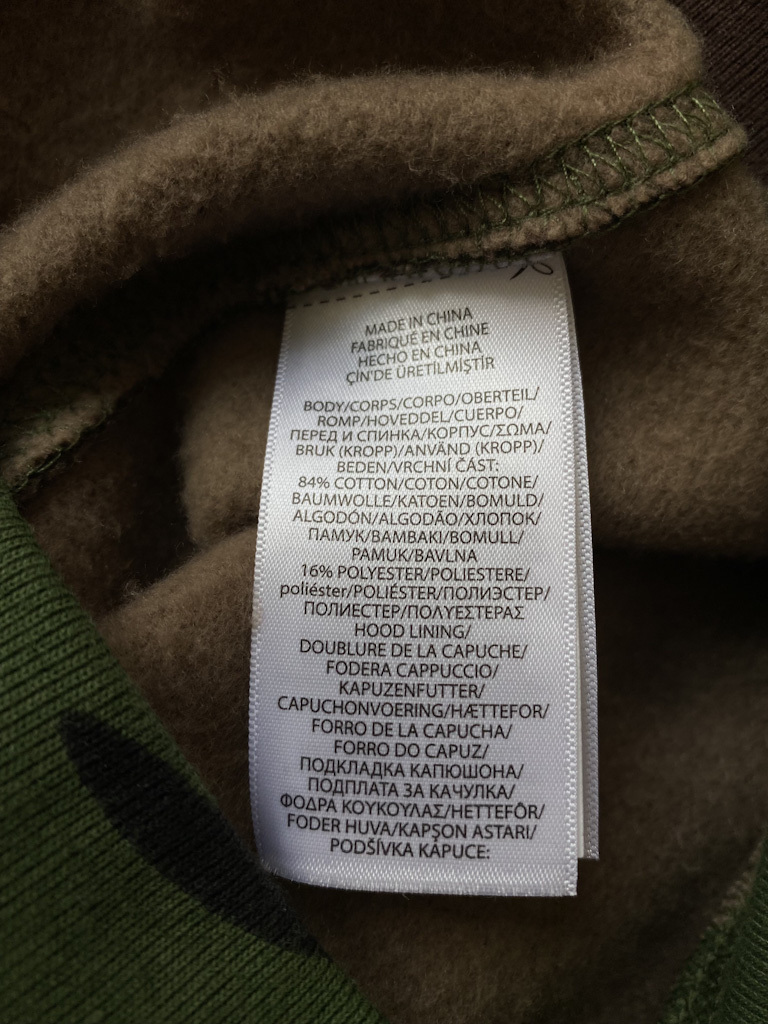 MADE IN CHINA
FABRIQUÉ EN CHINE
HECHO EN CHINA
ÇİN'DE ÜRETİLMİŞTİR
BODY/CORPS/CORPO/OBERTEIL/
ROMP/HOVEDDEL/CUERPO/
ПЕРЕД И СПИНКА/КОРПУС/ΣΩΜΑ/
BRUK (KROPP)/ANVÄND (KROPP)/
BEDEN/VRCHNÍ ČÁST:
84% COTTON/COTON/COTONE/
BAUMWOLLE/KATOEN/BOMULD/
ALGODÓN/ALGODÃO/ХЛОПОК/
ПАМУК/ΒΑΜΒΑΚΙ/BOMULL/
PAMUK/BAVLNA
16% POLYESTER/POLIESTERE/
poliéster/POLIÉSTER/ПОЛИЭСТЕР/
ПОЛИЕСТЕР/ΠΟΛΥΕΣΤΕΡΑΣ
HOOD LINING/
DOUBLURE DE LA CAPUCHE/
FODERA CAPPUCCIO/
KAPUZENFUTTER/
CAPUCHONVOERING/HÆTTEFOR/
FORRO DE LA CAPUCHA/
FORRO DO CAPUZ/
ПОДКЛАДКА КАПЮШОНА/
ПОДПЛАТА ЗА КАЧУЛКА/
ΦΟΔΡΑ ΚΟΥΚΟΥΛΑΣ/HETTEFÔR/
FODER HUVA/KAPŞON ASTARI/
PODŠÍVKA KAPUCE: